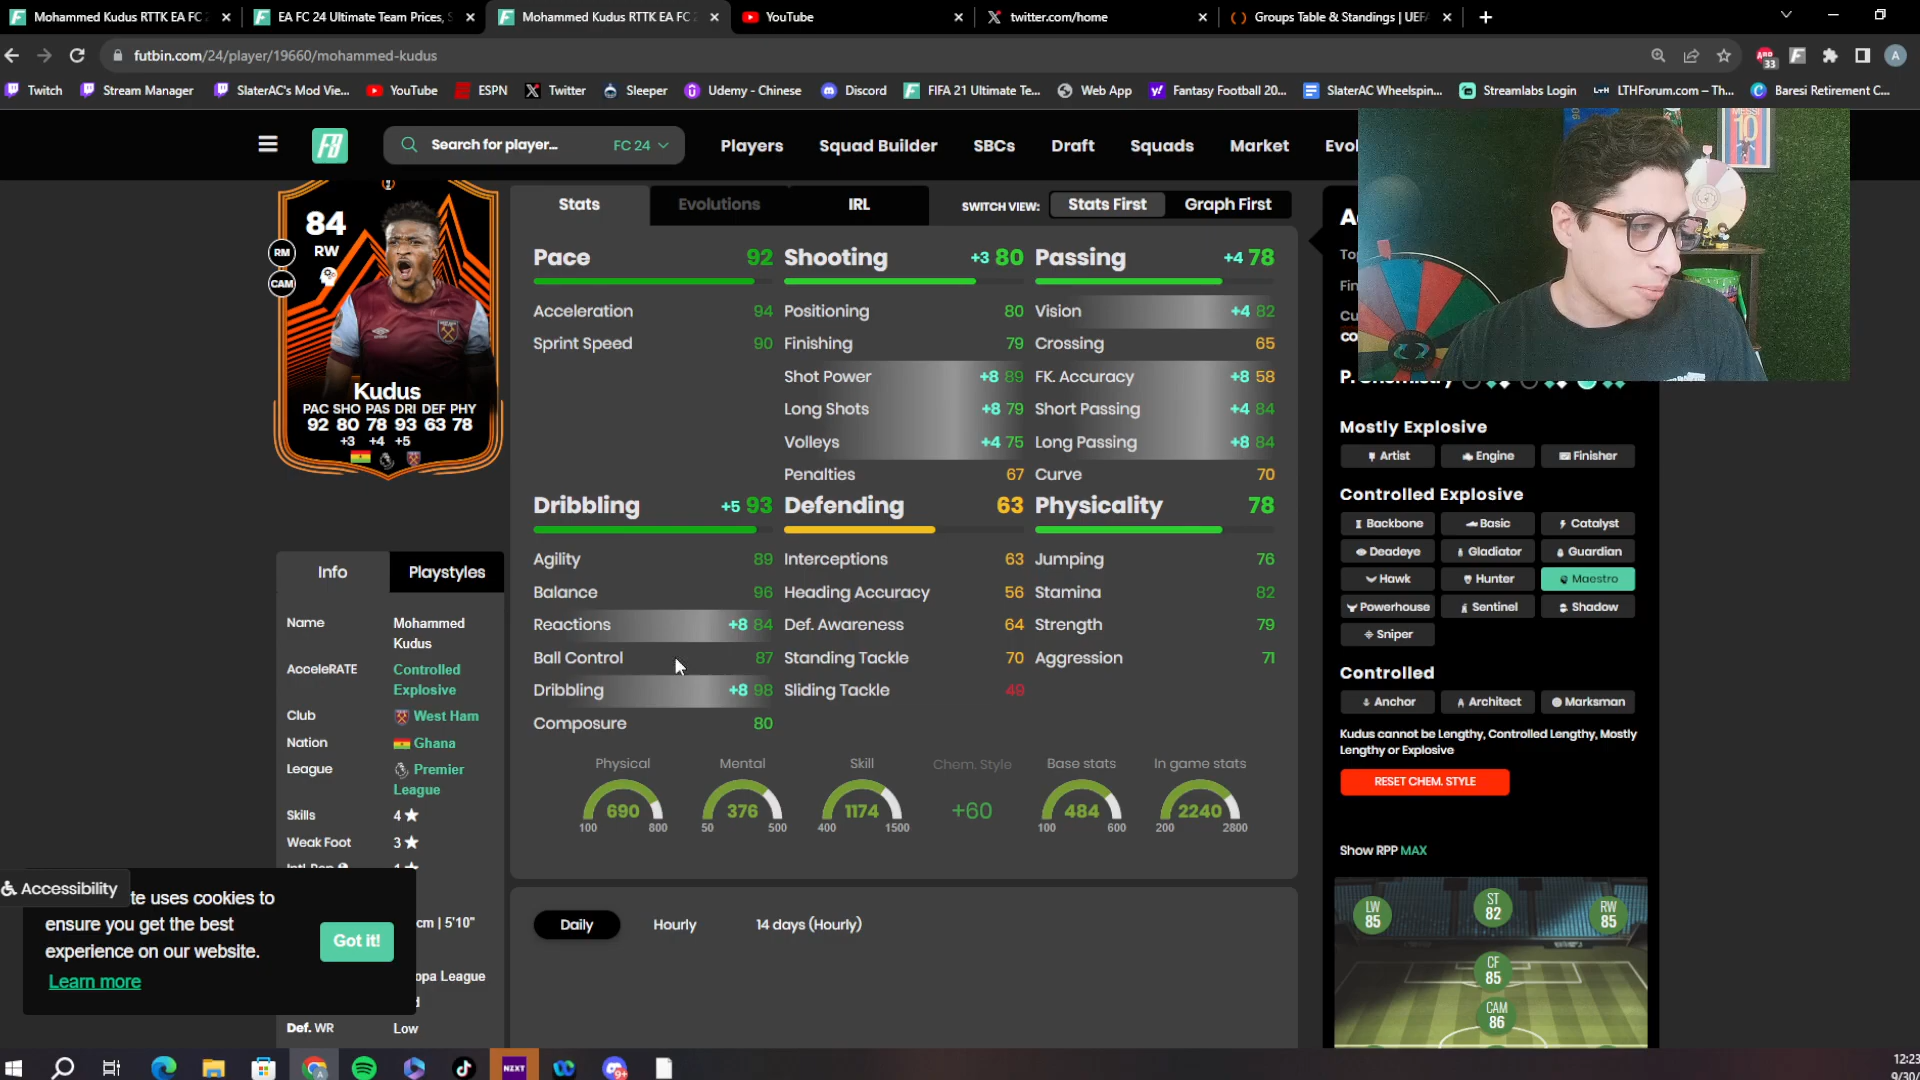 Mohammed Kudus RTTK EA FC 2
EA FC 24 Ultimate Team Prices, S
Mohammed Kudus RTTK EA FC 2
YouTube
twitter.com/home
Groups Table & Standings | UEFA
futbin.com/24/player/19660/mohammed-kudus
33
A
Twitch
Stream Manager
SlaterAC's Mod Vie...
YouTube
ESPN
Twitter
Sleeper
Udemy - Chinese
Discord
FIFA 21 Ultimate Te...
Web App
Fantasy Football 20...
SlaterAC Wheelspin...
Streamlabs Login
LTHForum.com – Th...
Baresi Retirement C...
Search for player...
FC 24
Players
Squad Builder
SBCs
Draft
Squads
Market
Evol
84
RW
RM
CAM
Kudus
PAC SHO PAS DRI DEF PHY
92 80 78 93 63 78
+3 +4 +5
Stats
Evolutions
IRL
SWITCH VIEW:
Stats First
Graph First
Pace 92
Acceleration 94
Sprint Speed 90
Shooting +3 80
Positioning 80
Finishing 79
Shot Power +8 89
Long Shots +8 79
Volleys +4 75
Penalties 67
Passing +4 78
Vision +4 82
Crossing 65
FK. Accuracy +8 58
Short Passing +4 84
Long Passing +8 84
Curve 70
Dribbling +5 93
Agility 89
Balance 96
Reactions +8 84
Ball Control 87
Dribbling +8 98
Composure 80
Defending 63
Interceptions 63
Heading Accuracy 56
Def. Awareness 64
Standing Tackle 70
Sliding Tackle 49
Physicality 78
Jumping 76
Stamina 82
Strength 79
Aggression 71
Physical
690
100 800
Mental
376
50 500
Skill
1174
400 1500
Chem. Style
+60
Base stats
484
100 600
In game stats
2240
200 2800
Daily
Hourly
14 days (Hourly)
Info
Playstyles
Name Mohammed
Kudus
AcceleRATE Controlled
Explosive
Club West Ham
Nation Ghana
League Premier
League
Skills 4
Weak Foot 3
cm | 5'10"
opa League
Def. WR Low
Accessibility
te uses cookies to
ensure you get the best
experience on our website.
Learn more
Got it!
10
Mostly Explosive
Artist
Engine
Finisher
Controlled Explosive
Backbone
Basic
Catalyst
Deadeye
Gladiator
Guardian
Hawk
Hunter
Maestro
Powerhouse
Sentinel
Shadow
Sniper
Controlled
Anchor
Architect
Marksman
Kudus cannot be Lengthy, Controlled Lengthy, Mostly
Lengthy or Explosive
RESET CHEM. STYLE
Show RPP MAX
LW
85
ST
82
RW
85
CF
85
CAM
86
NZXT
9+
12:23
9/30/